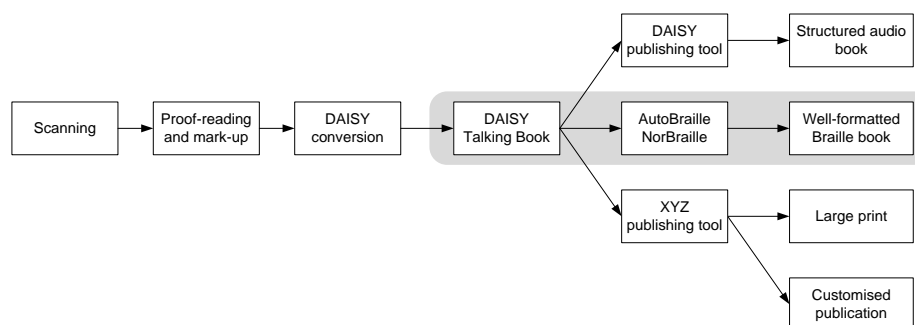 DAISY
publishing tool
Structured audio
book
Scanning
Proof-reading
and mark-up
DAISY
conversion
DAISY
Talking Book
AutoBraille
NorBraille
Well-formatted
Braille book
XYZ
publishing tool
Large print
Customised
publication